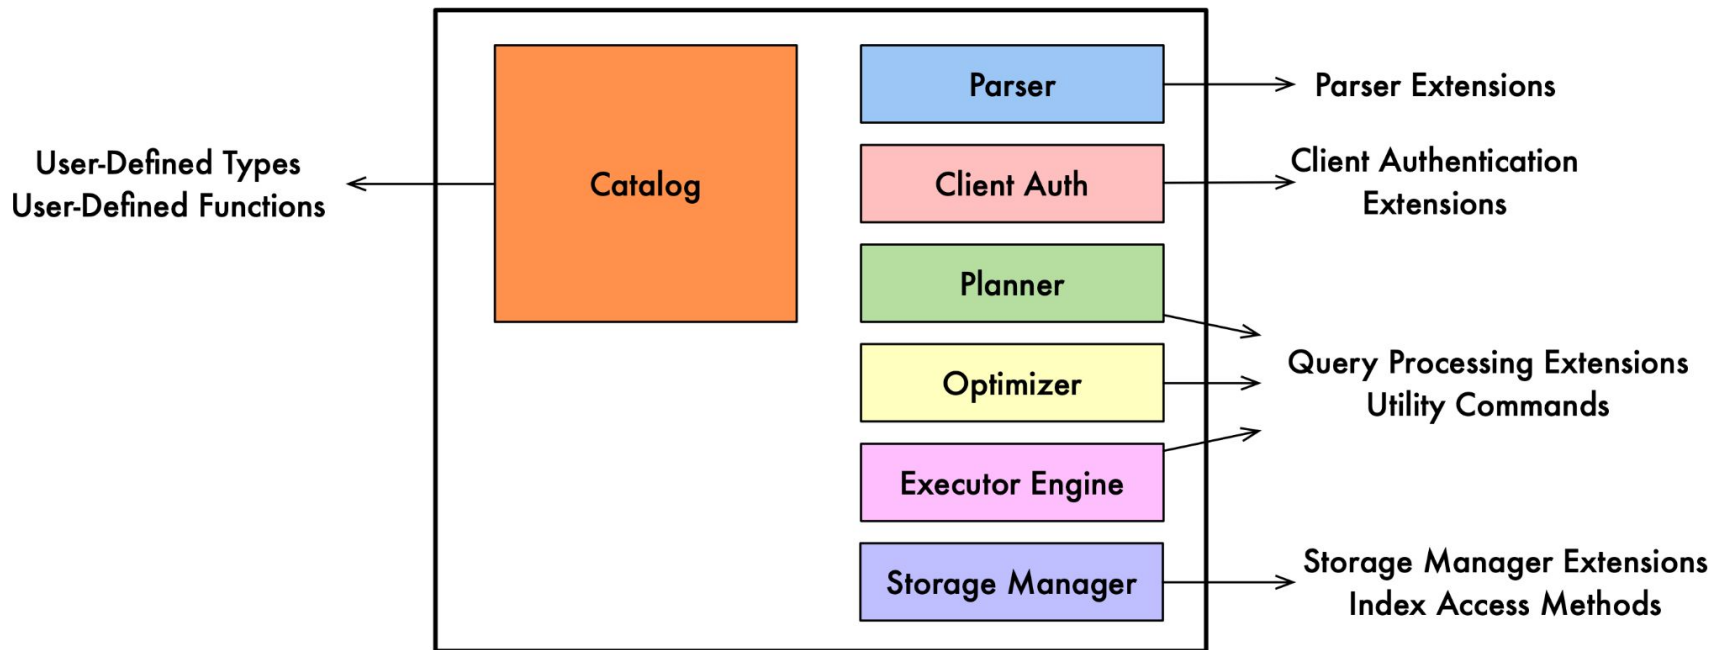 User-Defined Types
User-Defined Functions
Catalog
Parser
Parser Extensions
Client Auth
Client Authentication
Extensions
Planner
Optimizer
Query Processing Extensions
Utility Commands
Executor Engine
Storage Manager
Storage Manager Extensions
Index Access Methods